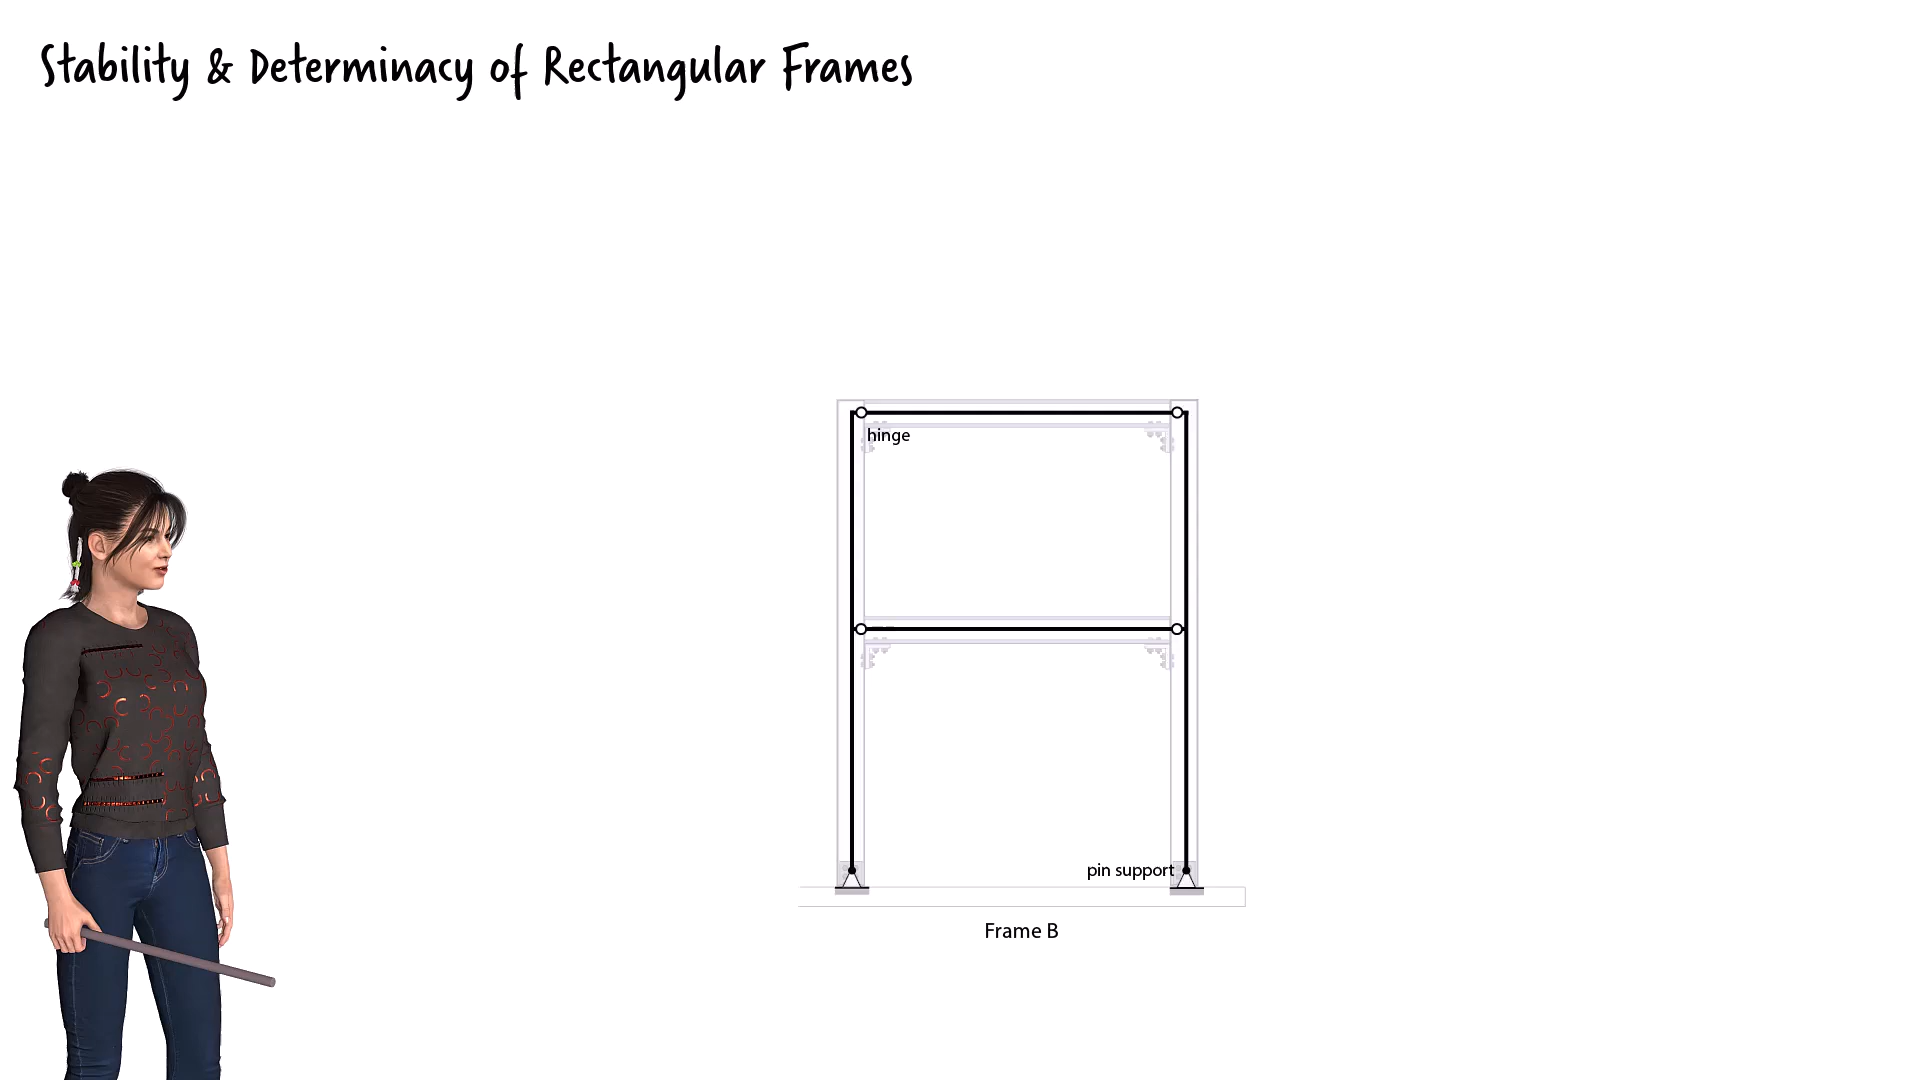 Stability & Determinacy of Rectangular Frames
hinge
pin support
Frame B